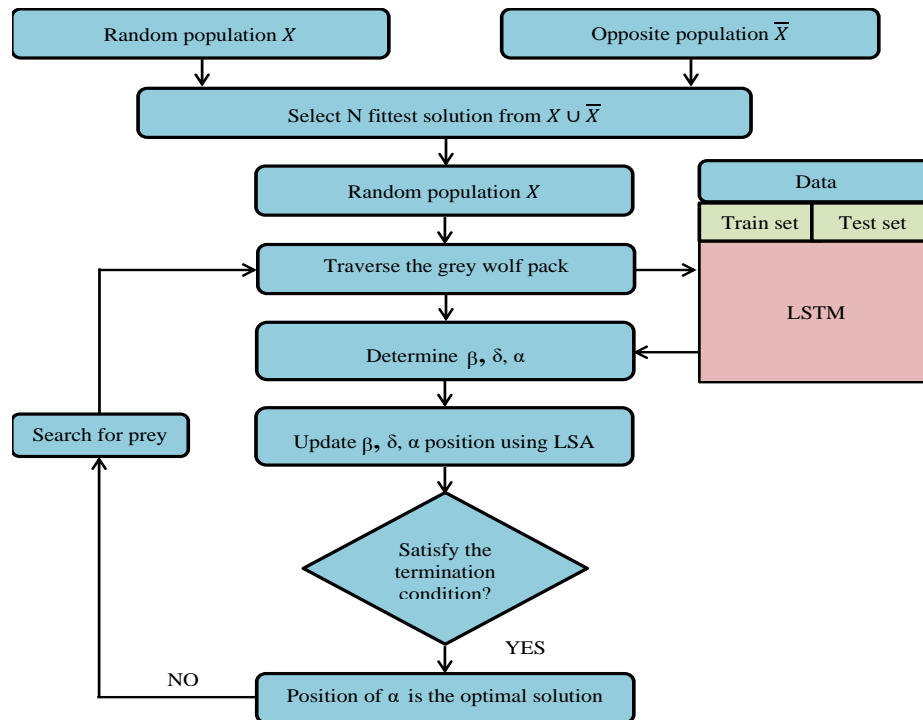 Random population X
Opposite population X̅
Select N fittest solution from X ∪ X̅
Random population X
Data
Train set
Test set
Traverse the grey wolf pack
LSTM
Determine β, δ, α
Search for prey
Update β, δ, α position using LSA
Satisfy the
termination
condition?
YES
NO
Position of α is the optimal solution